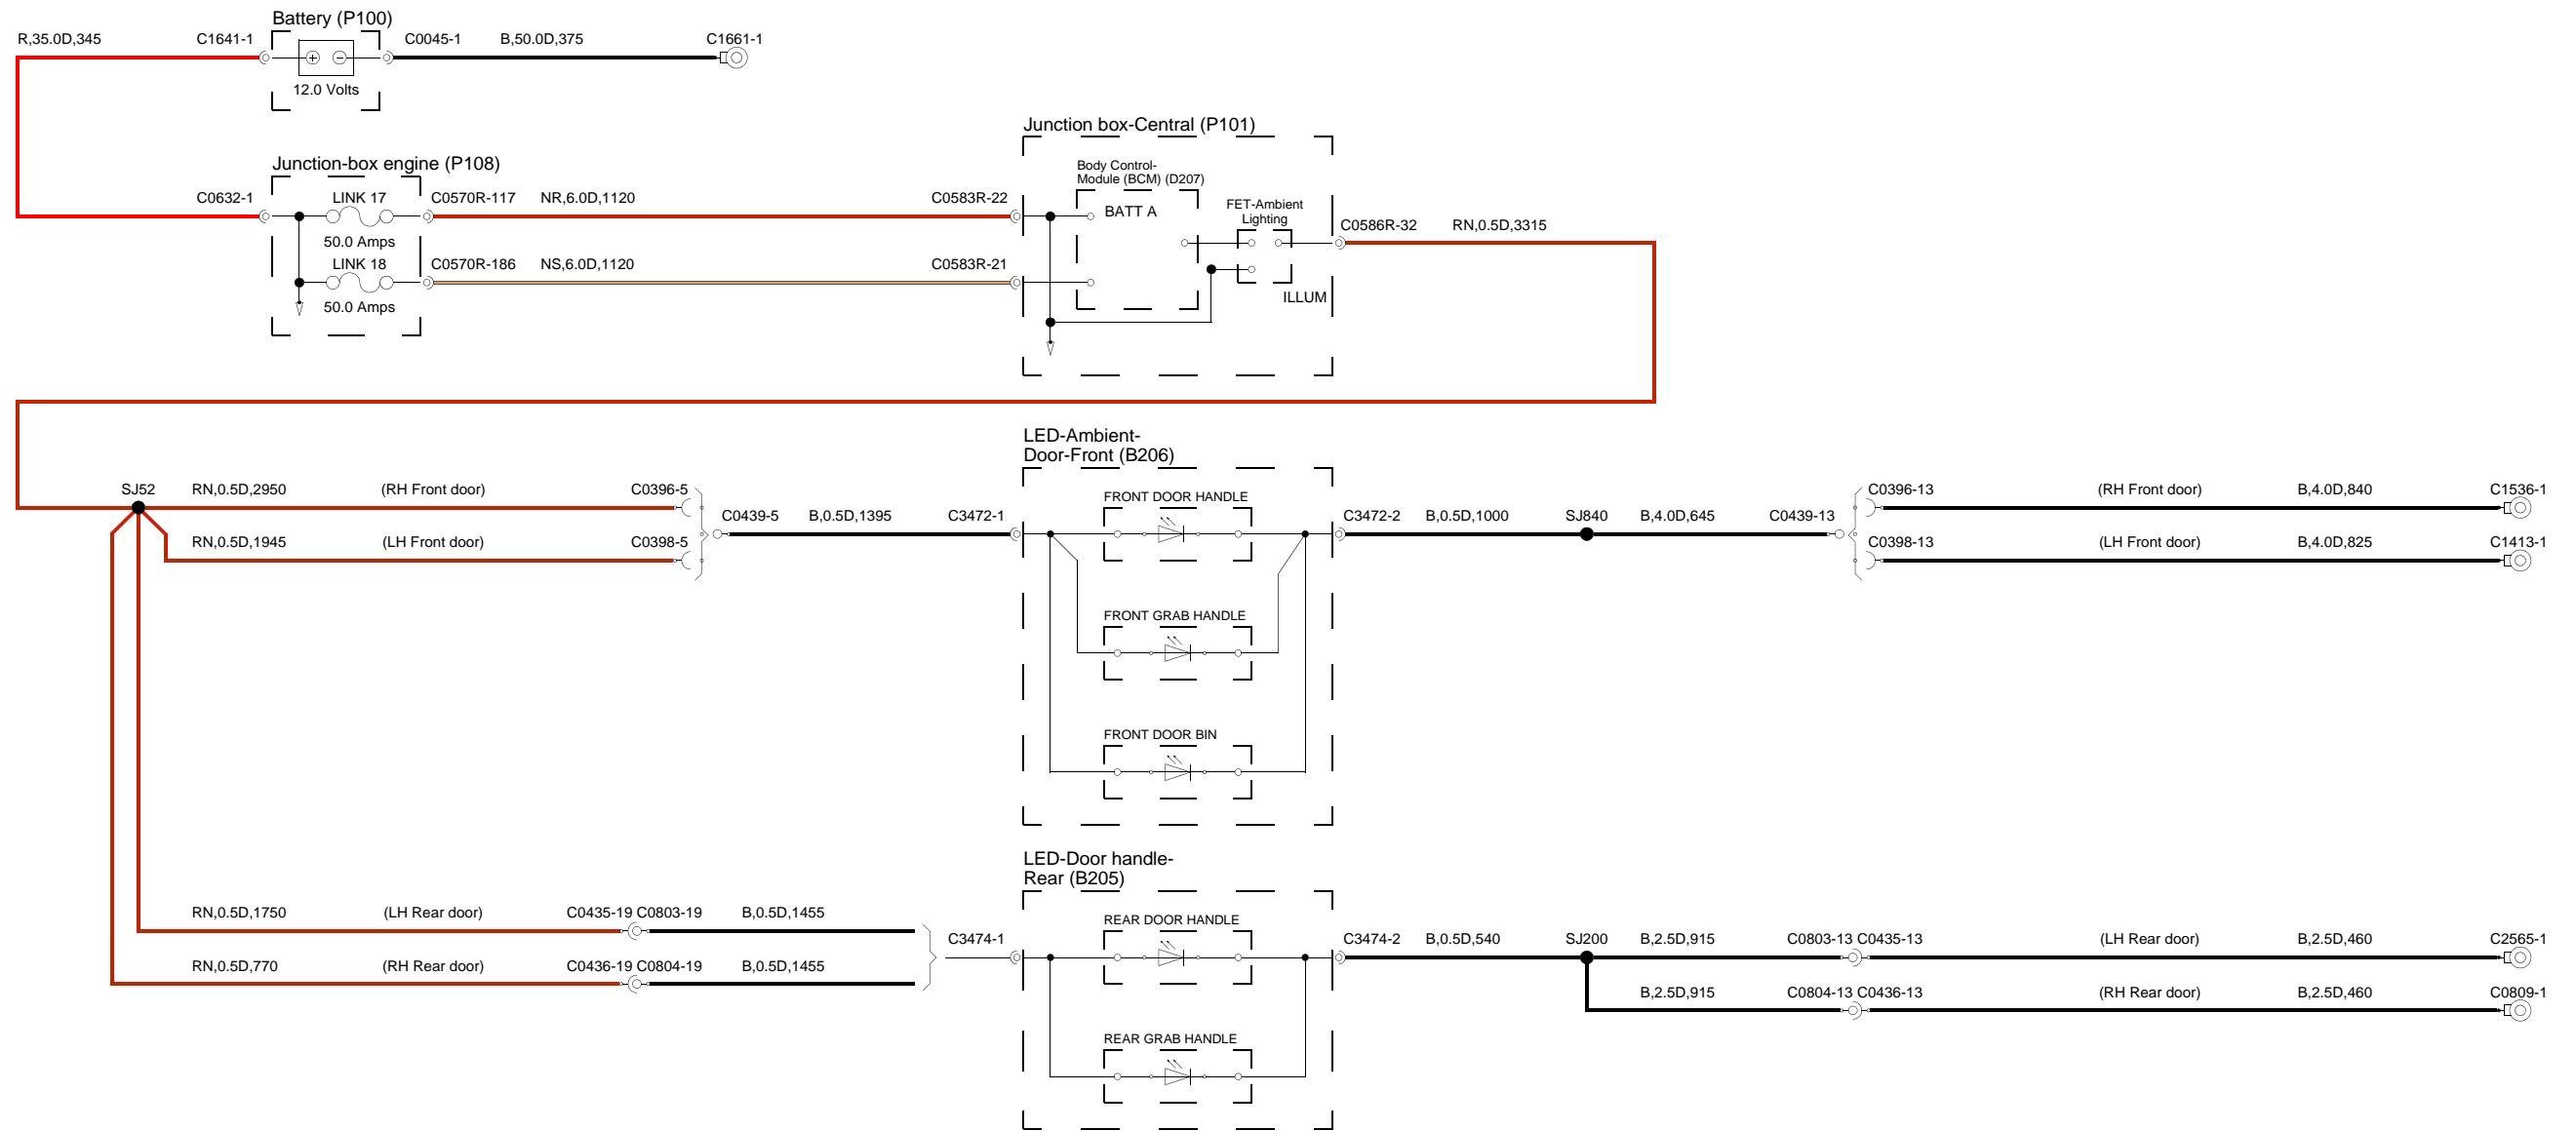 Battery (P100)
R,35.0D,345 C1641-1 C0045-1 B,50.0D,375 C1661-1
12.0 Volts
Junction box-Central (P101)
Junction-box engine (P108)
Body Control-
Module (BCM) (D207)
C0632-1 LINK 17 C0570R-117 NR,6.0D,1120 C0583R-22
BATT A
FET-Ambient
Lighting
C0586R-32 RN,0.5D,3315
50.0 Amps
LINK 18 C0570R-186 NS,6.0D,1120 C0583R-21
ILLUM
50.0 Amps
LED-Ambient-
Door-Front (B206)
SJ52 RN,0.5D,2950 (RH Front door) C0396-5
FRONT DOOR HANDLE
C0396-13 (RH Front door) B,4.0D,840 C1536-1
C0439-5 B,0.5D,1395 C3472-1 C3472-2 B,0.5D,1000 SJ840 B,4.0D,645 C0439-13
RN,0.5D,1945 (LH Front door) C0398-5 C0398-13 (LH Front door) B,4.0D,825 C1413-1
FRONT GRAB HANDLE
FRONT DOOR BIN
LED-Door handle-
Rear (B205)
RN,0.5D,1750 (LH Rear door) C0435-19 C0803-19 B,0.5D,1455
REAR DOOR HANDLE
C3474-1 C3474-2 B,0.5D,540 SJ200 B,2.5D,915 C0803-13 C0435-13 (LH Rear door) B,2.5D,460 C2565-1
RN,0.5D,770 (RH Rear door) C0436-19 C0804-19 B,0.5D,1455
B,2.5D,915 C0804-13 C0436-13 (RH Rear door) B,2.5D,460 C0809-1
REAR GRAB HANDLE